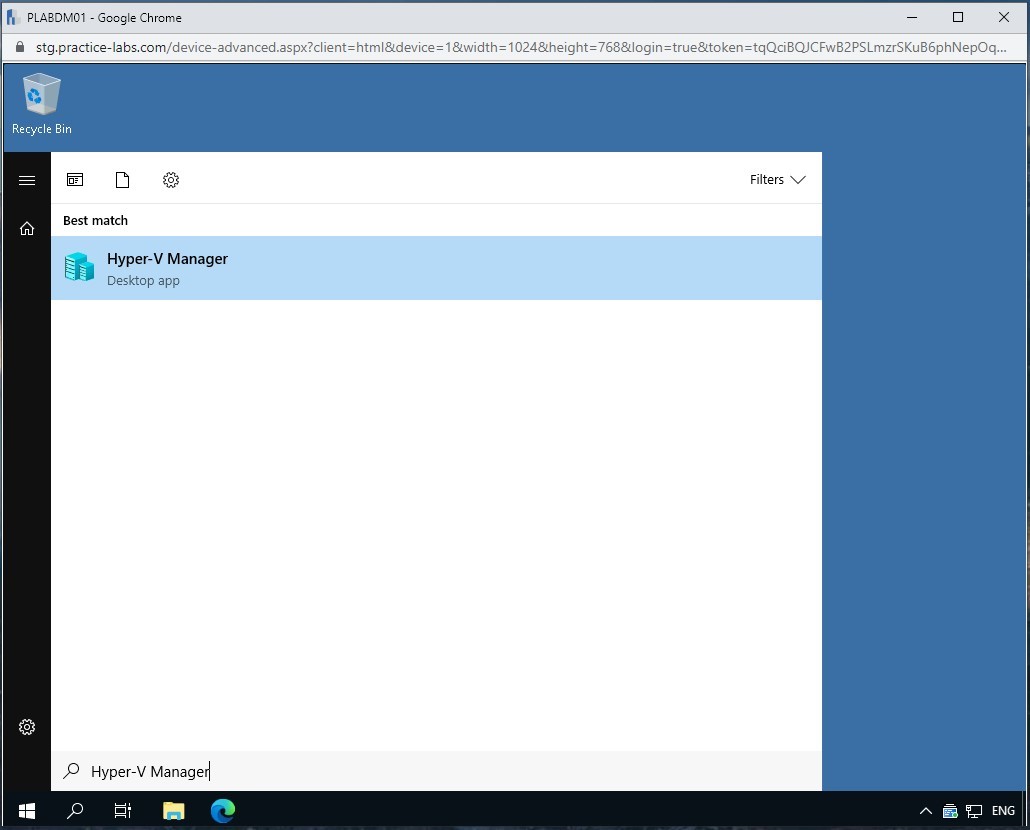 PLABDM01 - Google Chrome
stg.practice-labs.com/device-advanced.aspx?client=html&device=1&width=1024&height=768&login=true&token=tqQciBQJCFwB2PSLmzrSKuB6phNepOq...
Recycle Bin
Filters
Best match
Hyper-V Manager
Desktop app
Hyper-V Manager
ENG